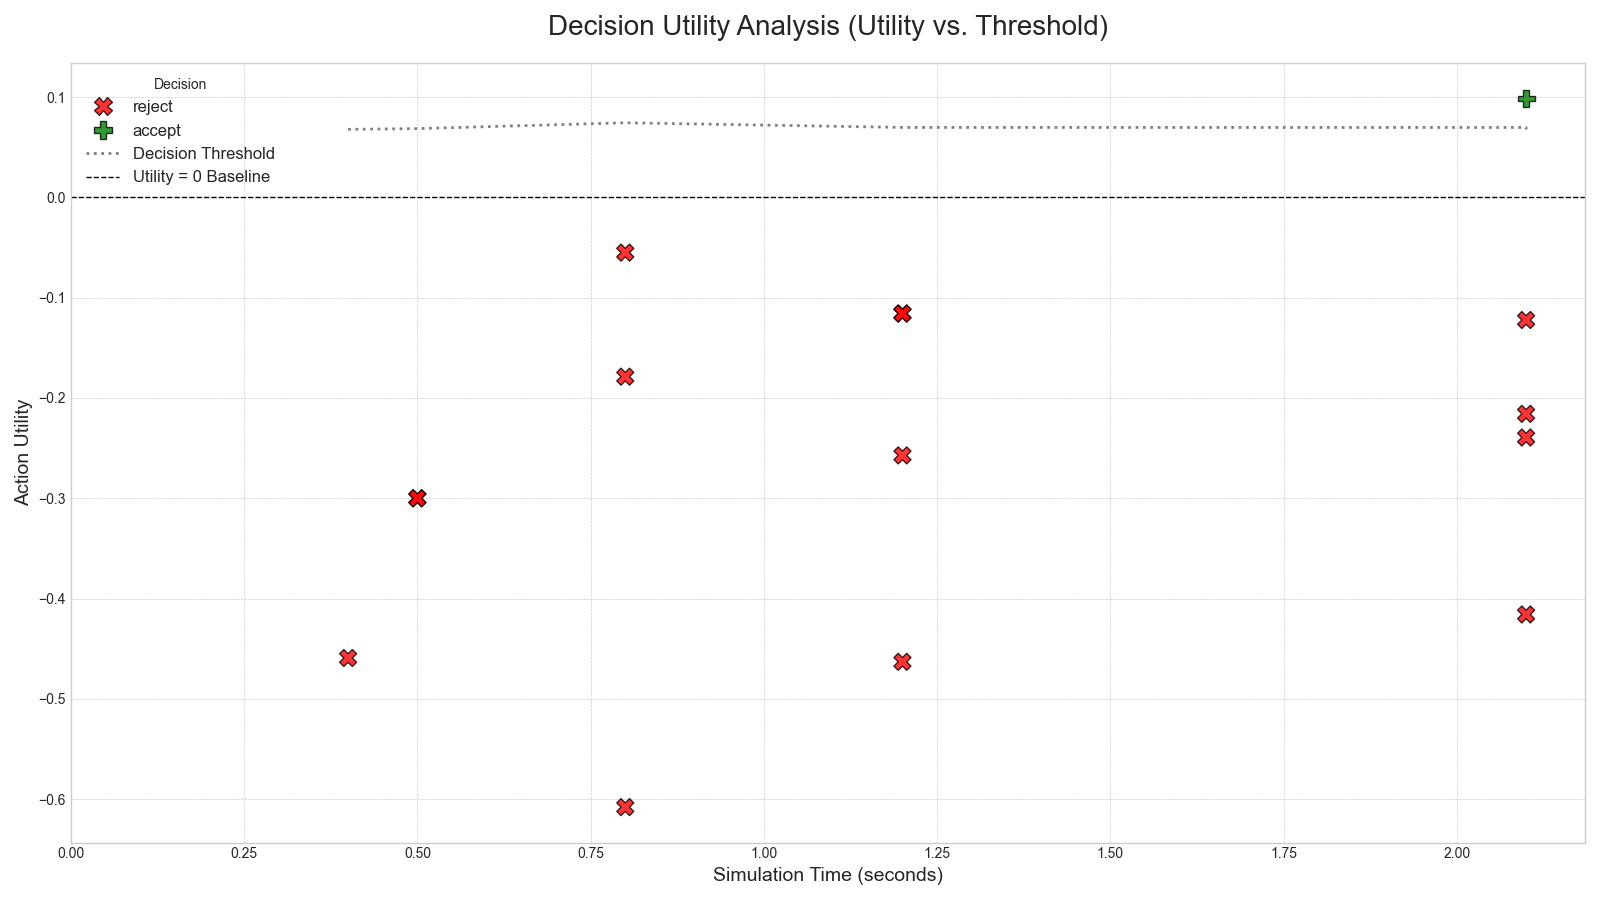 Decision Utility Analysis (Utility vs. Threshold)
Decision
reject
accept
Decision Threshold
Utility = 0 Baseline
Action Utility
0.1
0.0
−0.1
−0.2
−0.3
−0.4
−0.5
−0.6
0.00 0.25 0.50 0.75 1.00 1.25 1.50 1.75 2.00
Simulation Time (seconds)